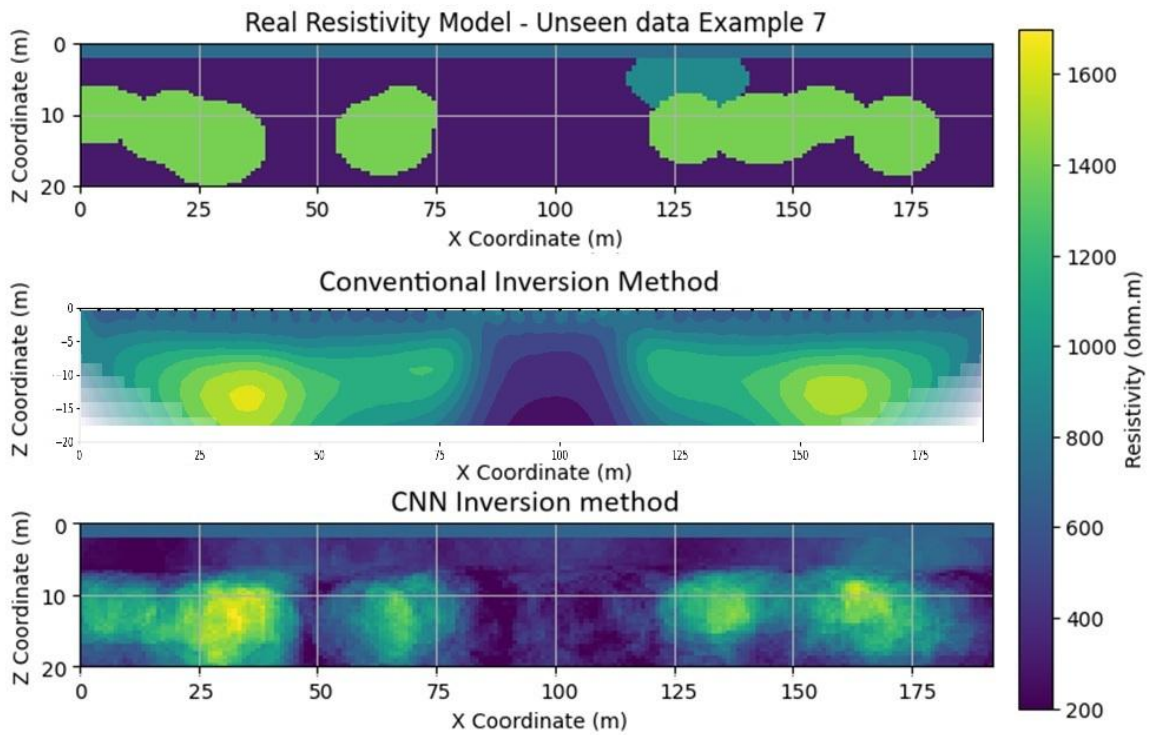 Real Resistivity Model - Unseen data Example 7
Z Coordinate (m)
0
10
20
0 25 50 75 100 125 150 175
X Coordinate (m)
Conventional Inversion Method
Z Coordinate (m)
0
-5
-10
-15
-20
0 25 50 75 100 125 150 175
X Coordinate (m)
CNN Inversion method
Z Coordinate (m)
0
10
20
0 25 50 75 100 125 150 175
X Coordinate (m)
1600
1400
1200
1000
800
600
400
200
Resistivity (ohm.m)